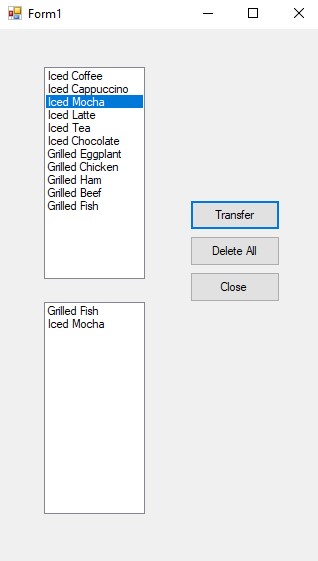 Form1
Iced Coffee
Iced Cappuccino
Iced Mocha
Iced Latte
Iced Tea
Iced Chocolate
Grilled Eggplant
Grilled Chicken
Grilled Ham
Grilled Beef
Grilled Fish
Transfer
Delete All
Close
Grilled Fish
Iced Mocha